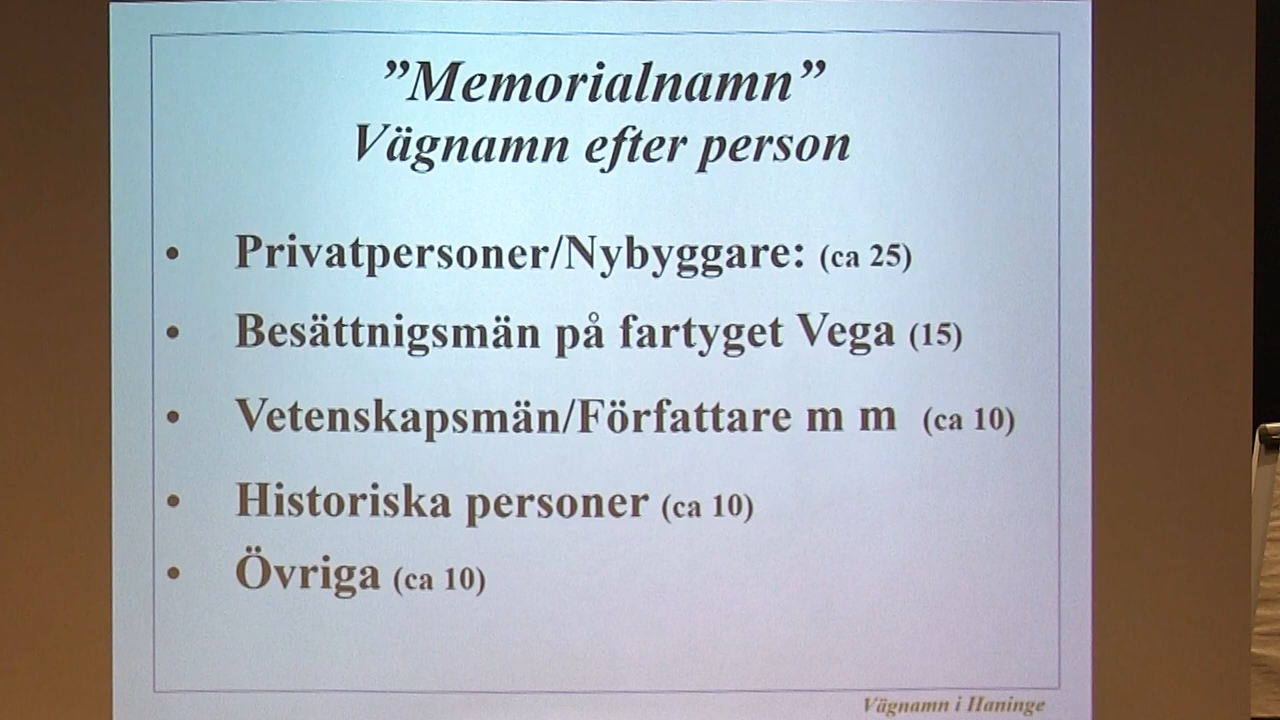 ”Memorialnamn”
Vägnamn efter person
• Privatpersoner/Nybyggare: (ca 25)
• Besättnigsmän på fartyget Vega (15)
• Vetenskapsmän/Författare m m (ca 10)
• Historiska personer (ca 10)
• Övriga (ca 10)
Vägnamn i Haninge